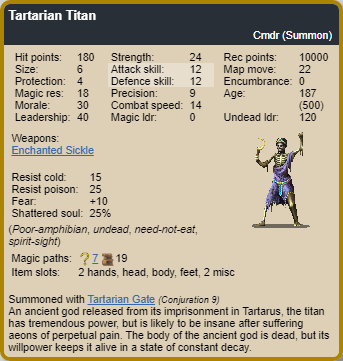 Tartarian Titan
Cmdr (Summon)
Hit points: 180 Strength: 24 Rec points: 10000
Size: 6 Attack skill: 12 Map move: 22
Protection: 4 Defence skill: 12 Encumbrance: 0
Magic res: 18 Precision: 9 Age: 187
Morale: 30 Combat speed: 14 (500)
Leadership: 40 Magic ldr: 0 Undead ldr: 120
Weapons:
Enchanted Sickle
Resist cold: 15
Resist poison: 25
Fear: +10
Shattered soul: 25%
(Poor-amphibian, undead, need-not-eat,
spirit-sight)
Magic paths: ? 7 19
Item slots: 2 hands, head, body, feet, 2 misc
Summoned with Tartarian Gate (Conjuration 9)
An ancient god released from its imprisonment in Tartarus, the titan
has tremendous power, but is likely to be insane after suffering
aeons of perpetual pain. The body of the ancient god is dead, but its
willpower keeps it alive in a state of constant decay.